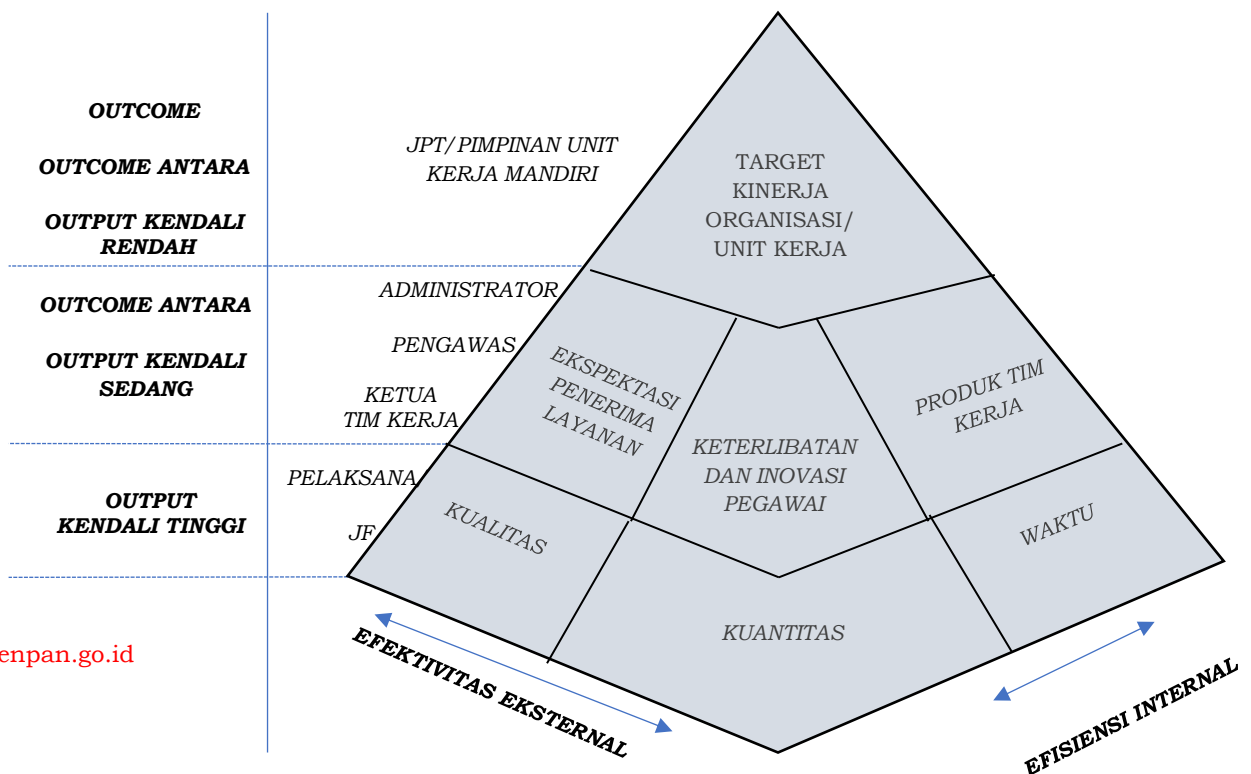 OUTCOME
OUTCOME ANTARA
OUTPUT KENDALI
RENDAH
OUTCOME ANTARA
OUTPUT KENDALI
SEDANG
OUTPUT
KENDALI TINGGI
JPT/PIMPINAN UNIT
KERJA MANDIRI
ADMINISTRATOR
PENGAWAS
KETUA
TIM KERJA
PELAKSANA
JF
TARGET
KINERJA
ORGANISASI/
UNIT KERJA
EKSPEKTASI
PENERIMA
LAYANAN
KETERLIBATAN
DAN INOVASI
PEGAWAI
PRODUK TIM
KERJA
KUALITAS
KUANTITAS
WAKTU
EFEKTIVITAS EKSTERNAL
EFISIENSI INTERNAL
enpan.go.id